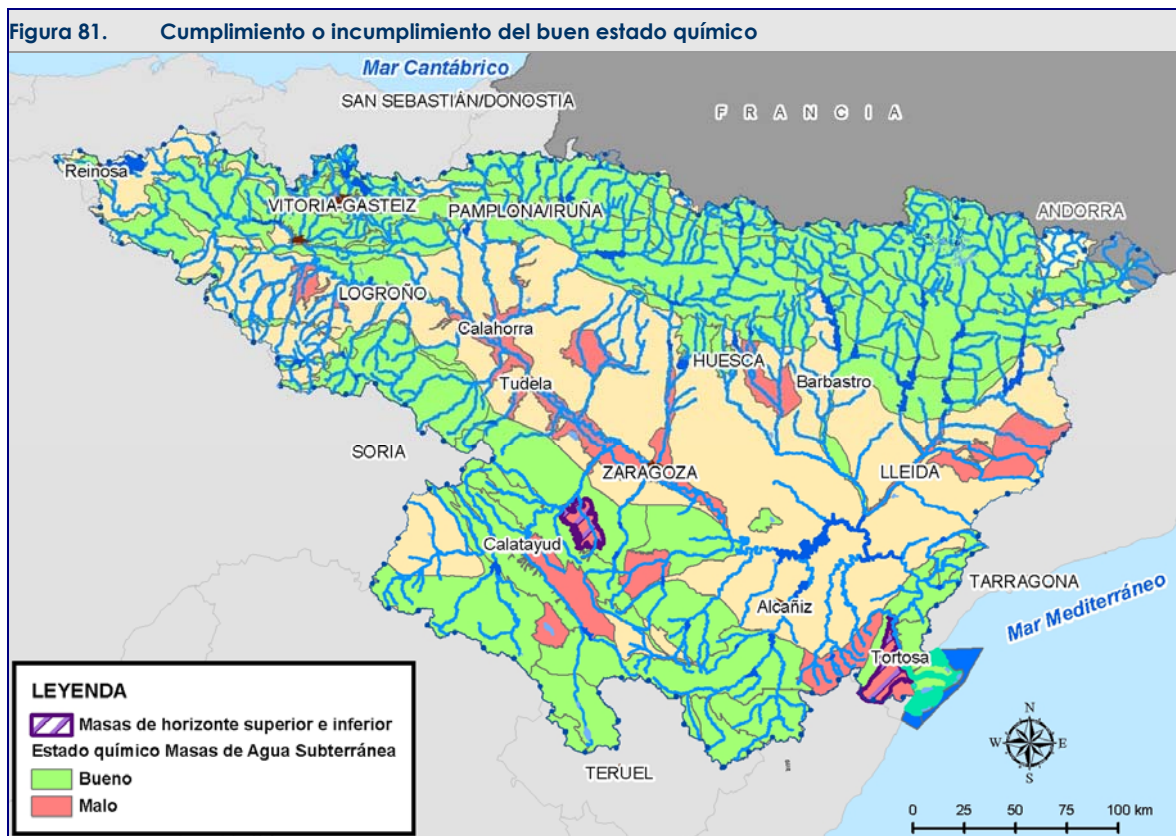 Figura 81. Cumplimiento o incumplimiento del buen estado químico
Mar Cantábrico
SAN SEBASTIÁN/DONOSTIA
F R A N C I A
Reinosa
VITORIA-GASTEIZ
PAMPLONA/IRUÑA
ANDORRA
LOGROÑO
Calahorra
HUESCA
Barbastro
Tudela
SORIA
ZARAGOZA
LLEIDA
Calatayud
TARRAGONA
Alcañiz
Mar Mediterráneo
Tortosa
TERUEL
LEYENDA
Masas de horizonte superior e inferior
Estado químico Masas de Agua Subterránea
Bueno
Malo
N
W E
S
0 25 50 75 100 km